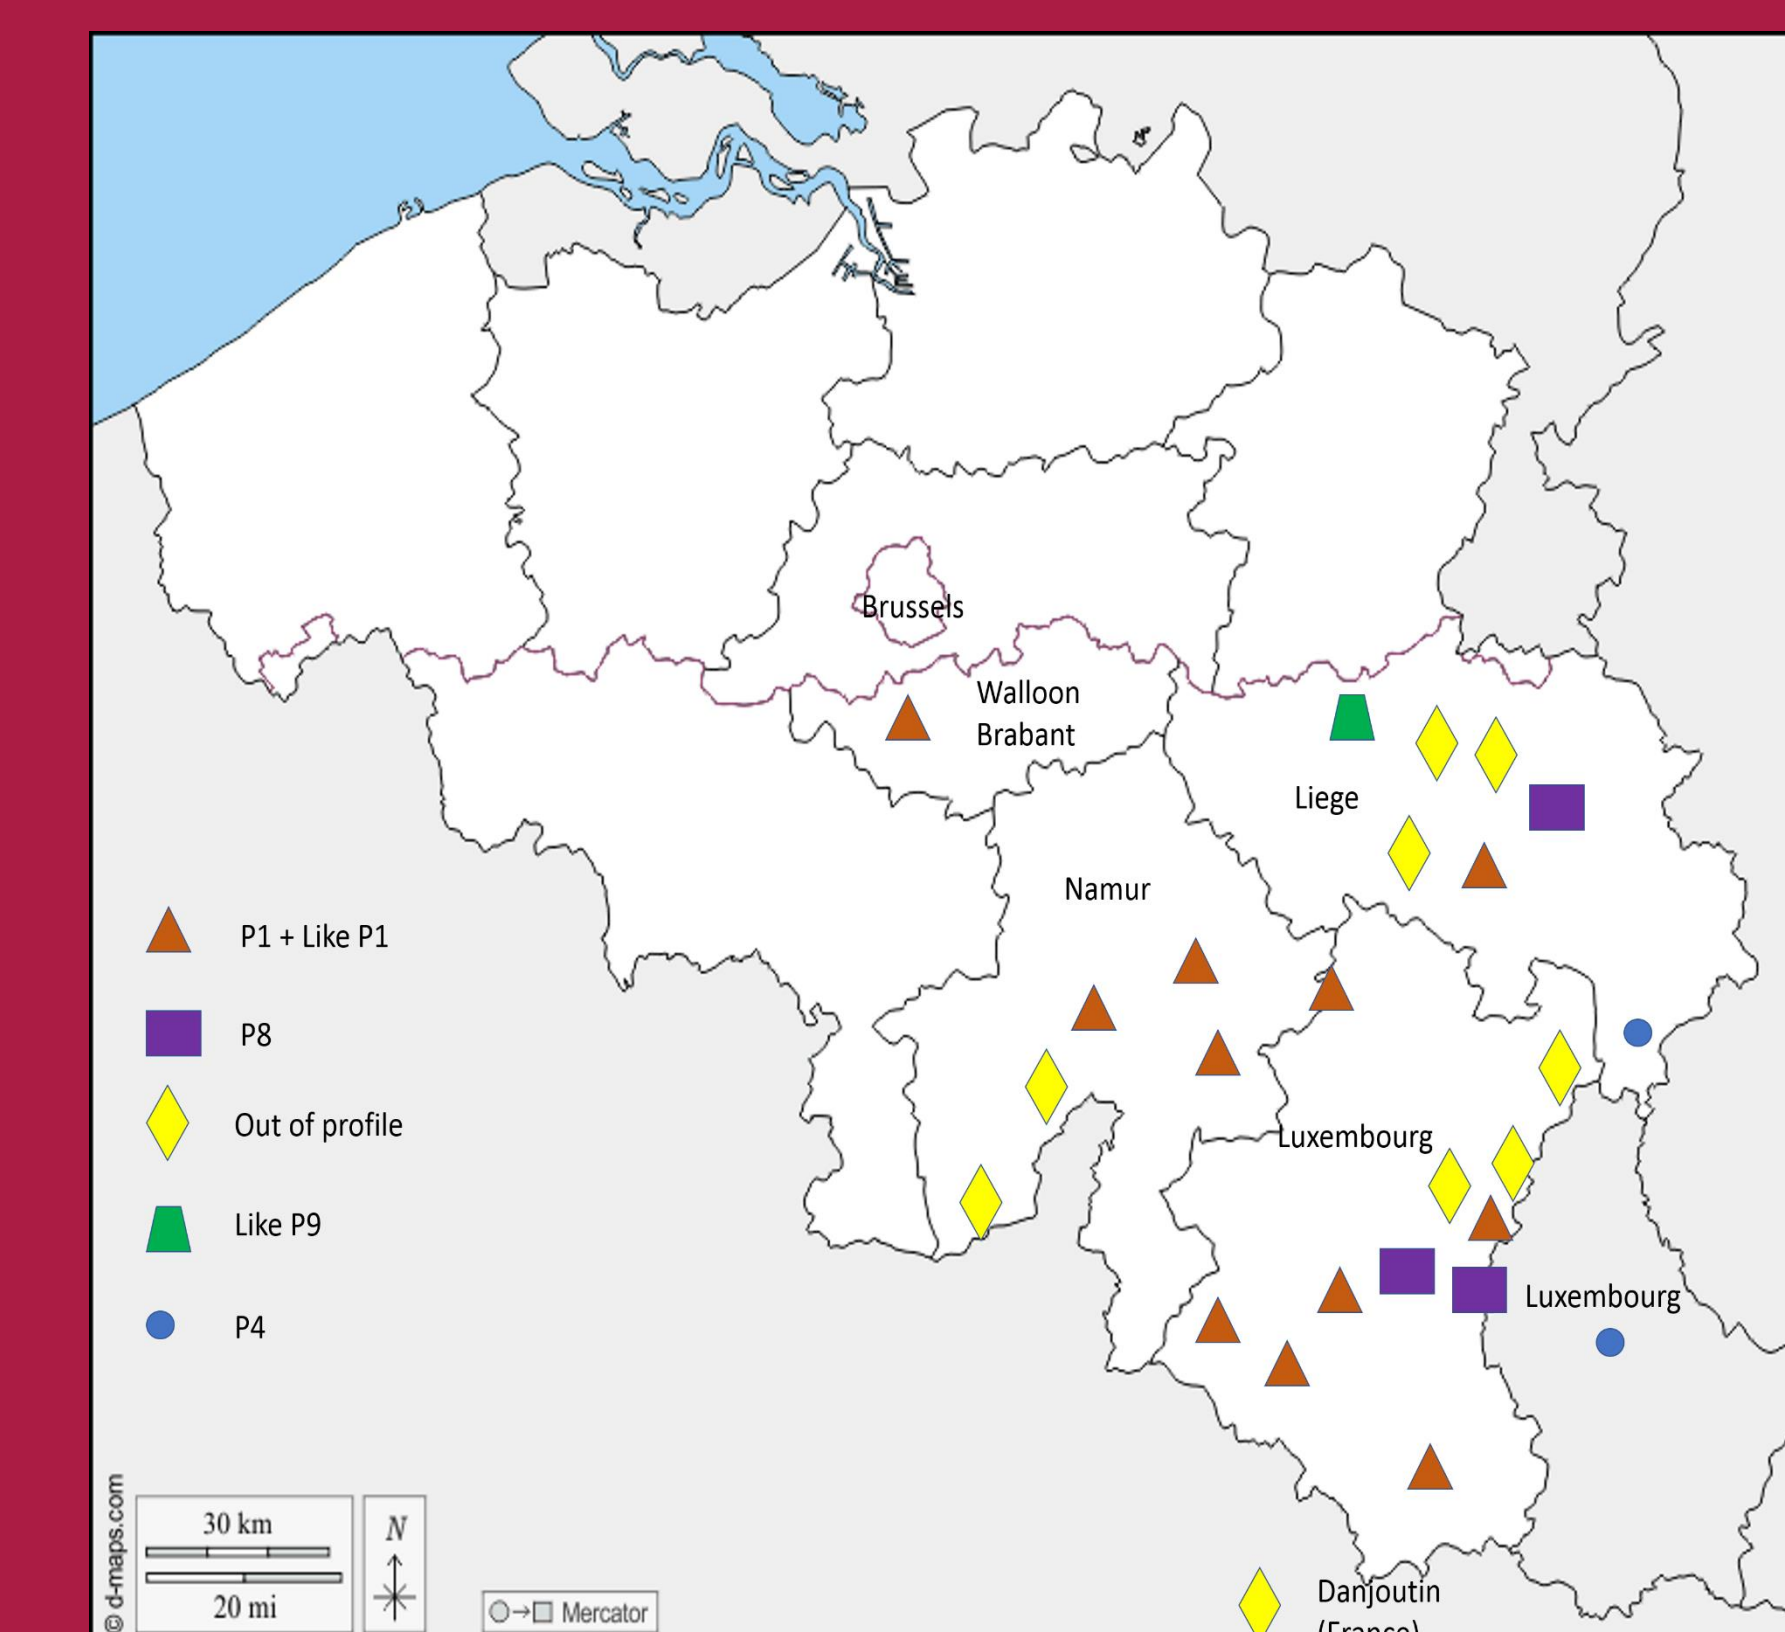 Brussels
Walloon
Brabant
Liege
Namur
P1 + Like P1
P8
Out of profile
Luxembourg
Like P9
Luxembourg
P4
© d-maps.com
30 km
20 mi
N
Mercator
Danjoutin
(France)